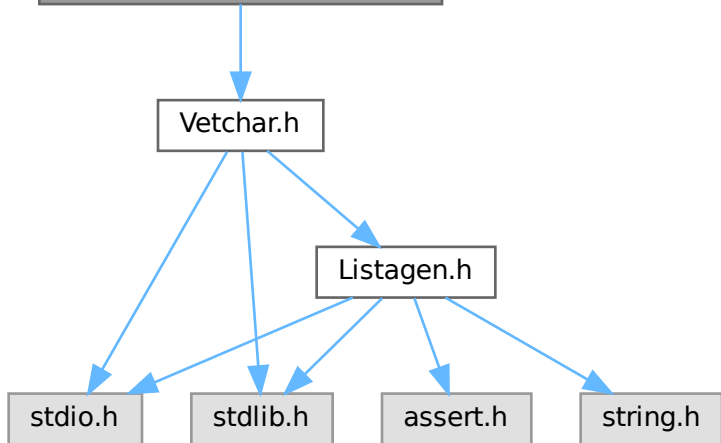 Vetchar.h
Listagen.h
stdio.h
stdlib.h
assert.h
string.h